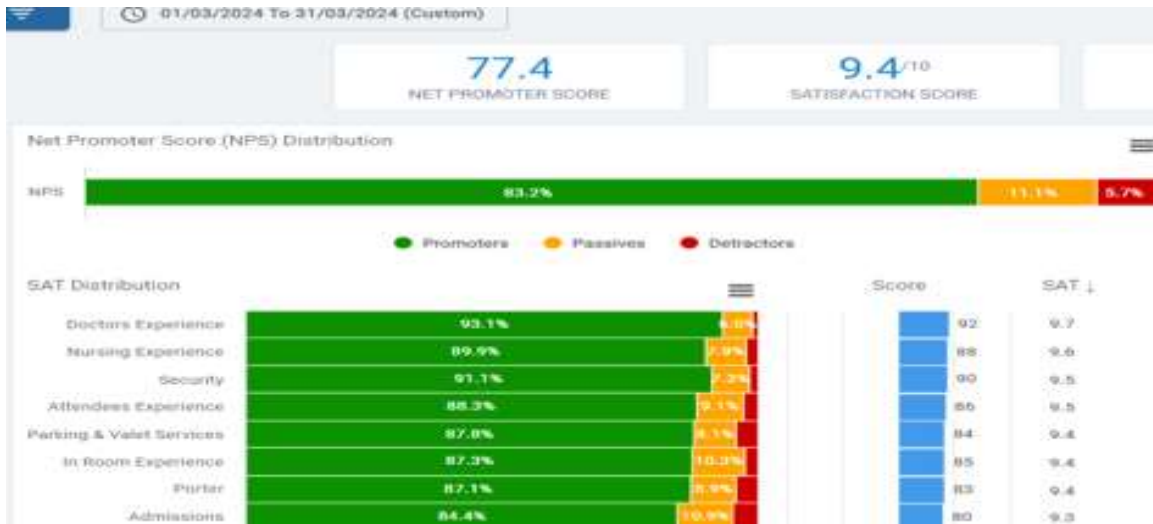 01/03/2024 To 31/03/2024 (Custom)
77.4
NET PROMOTER SCORE
9.4/10
SATISFACTION SCORE
Net Promoter Score (NPS) Distribution
NPS 83.2% 11.1% 5.7%
Promoters Passives Detractors
SAT Distribution Score SAT ↓
Doctors Experience 93.1% 92 9.7
Nursing Experience 89.9% 7.9% 88 9.6
Security 91.1% 7.2% 90 9.5
Attendees Experience 88.3% 9.1% 86 9.5
Parking & Valet Services 87.8% 84 9.4
In Room Experience 87.3% 10.3% 85 9.4
Porter 87.1% 8.9% 83 9.4
Admissions 84.4% 10.9% 80 9.3